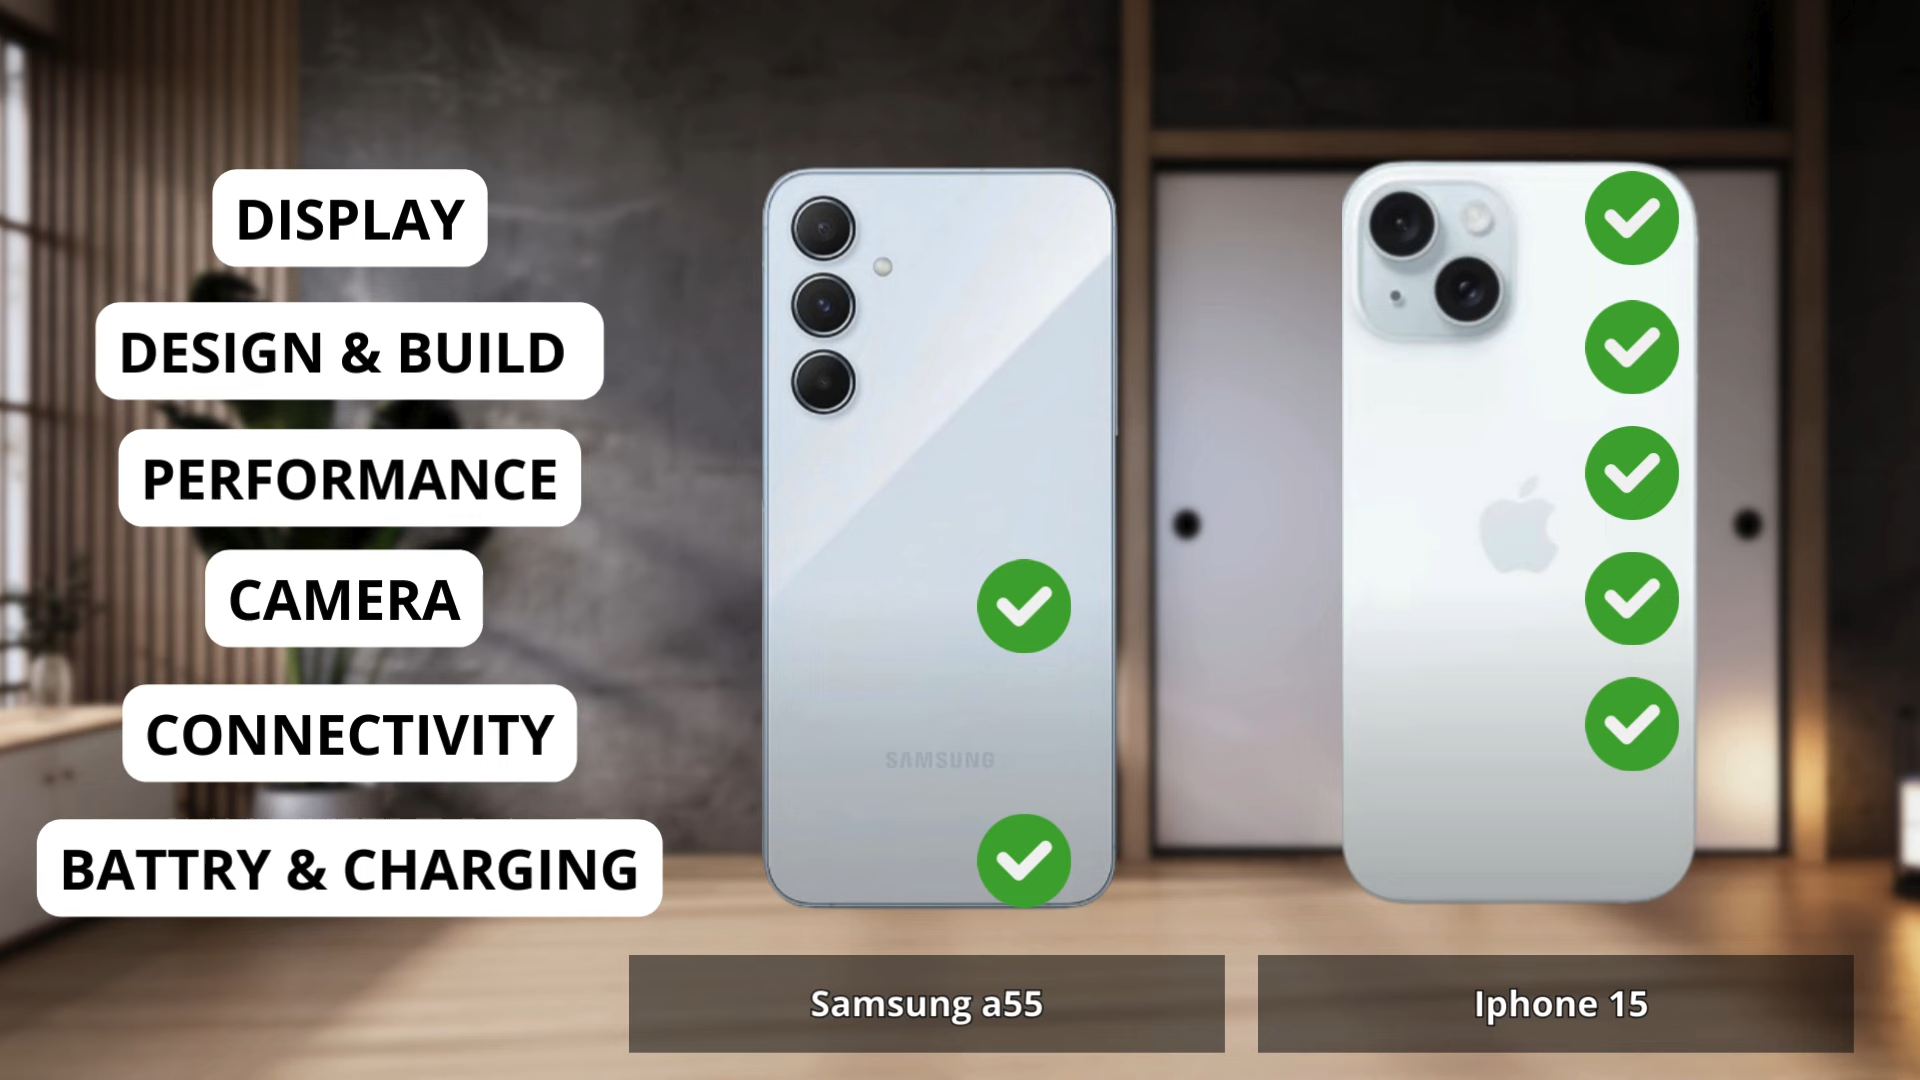 DISPLAY
DESIGN & BUILD
PERFORMANCE
CAMERA
CONNECTIVITY
BATTRY & CHARGING
SAMSUNG
Samsung a55
Iphone 15